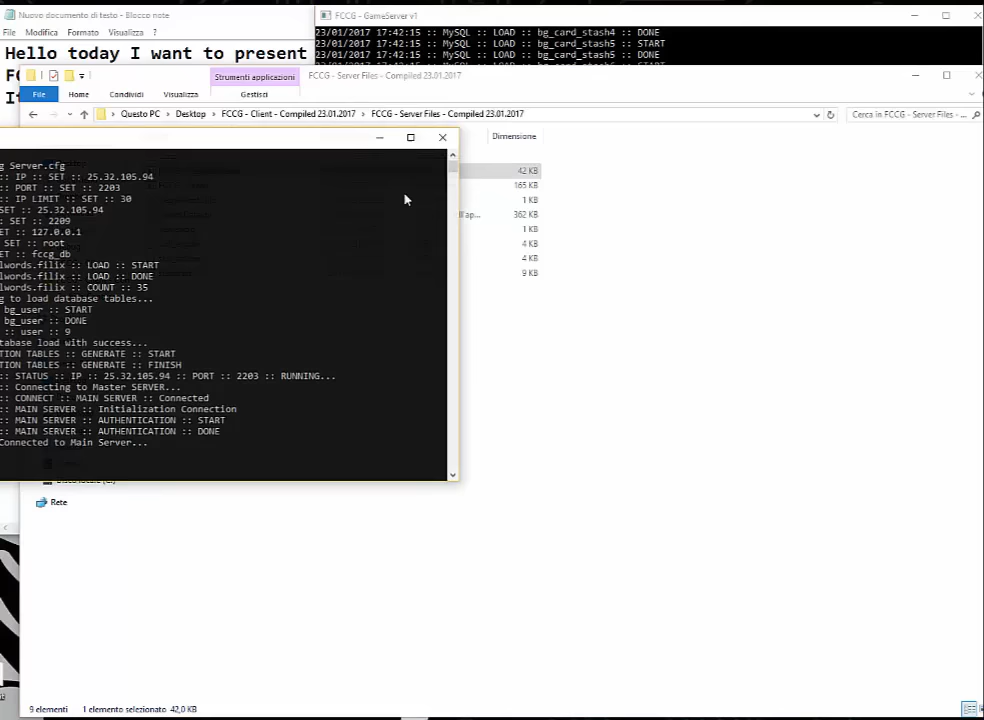 Nuovo documento di testo - Blocco note
File Modifica Formato Visualizza ?
Hello today I want to present
FCCG - GameServer v1
23/01/2017 17:42:15 :: MySQL :: LOAD :: bg_card_stash4 :: DONE
23/01/2017 17:42:15 :: MySQL :: LOAD :: bg_card_stash5 :: START
23/01/2017 17:42:15 :: MySQL :: LOAD :: bg_card_stash5 :: DONE
Strumenti applicazioni
FCCG - Server Files - Compiled 23.01.2017
File Home Condividi Visualizza Gestisci
Questo PC > Desktop > FCCG - Client - Compiled 23.01.2017 > FCCG - Server Files - Compiled 23.01.2017
Cerca in FCCG - Server Files - ...
Dimensione
42 KB
165 KB
1 KB
362 KB
1 KB
4 KB
4 KB
9 KB
g Server.cfg
:: IP :: SET :: 25.32.105.94
:: PORT :: SET :: 2203
:: IP LIMIT :: SET :: 30
SET :: 25.32.105.94
: SET :: 2209
ET :: 127.0.0.1
SET :: root
ET :: fccg_db
lwords.filix :: LOAD :: START
lwords.filix :: LOAD :: DONE
lwords.filix :: COUNT :: 35
g to load database tables...
bg_user :: START
bg_user :: DONE
:: user :: 9
tabase load with success...
TION TABLES :: GENERATE :: START
TION TABLES :: GENERATE :: FINISH
:: STATUS :: IP :: 25.32.105.94 :: PORT :: 2203 :: RUNNING...
:: Connecting to Master SERVER...
:: CONNECT :: MAIN SERVER :: Connected
:: MAIN SERVER :: Initialization Connection
:: MAIN SERVER :: AUTHENTICATION :: START
:: MAIN SERVER :: AUTHENTICATION :: DONE
Connected to Main Server...
Rete
9 elementi 1 elemento selezionato 42,0 KB